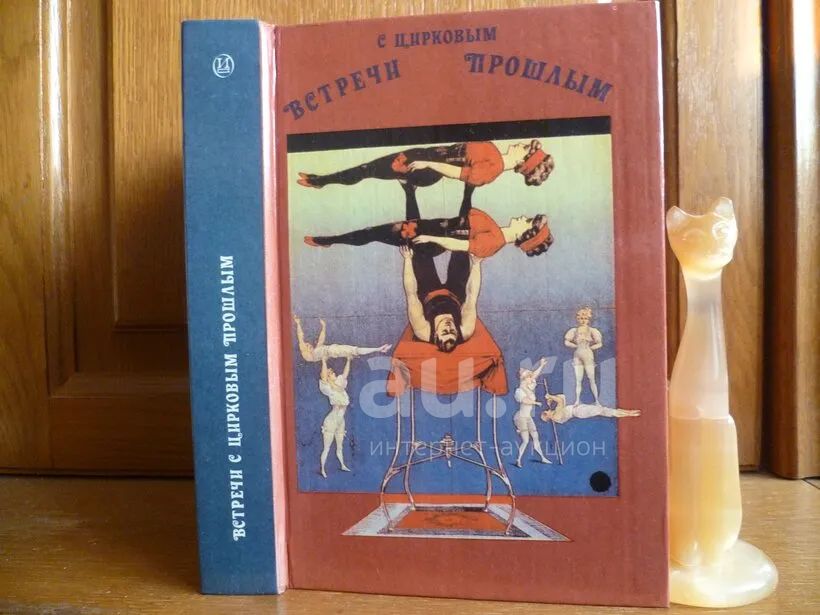 С ЦИРКОВЫМ
ВСТРЕЧИ ПРОШЛЫМ
ВСТРЕЧИ С ЦИРКОВЫМ ПРОШЛЫМ
И
au.ru
интернет-аукцион